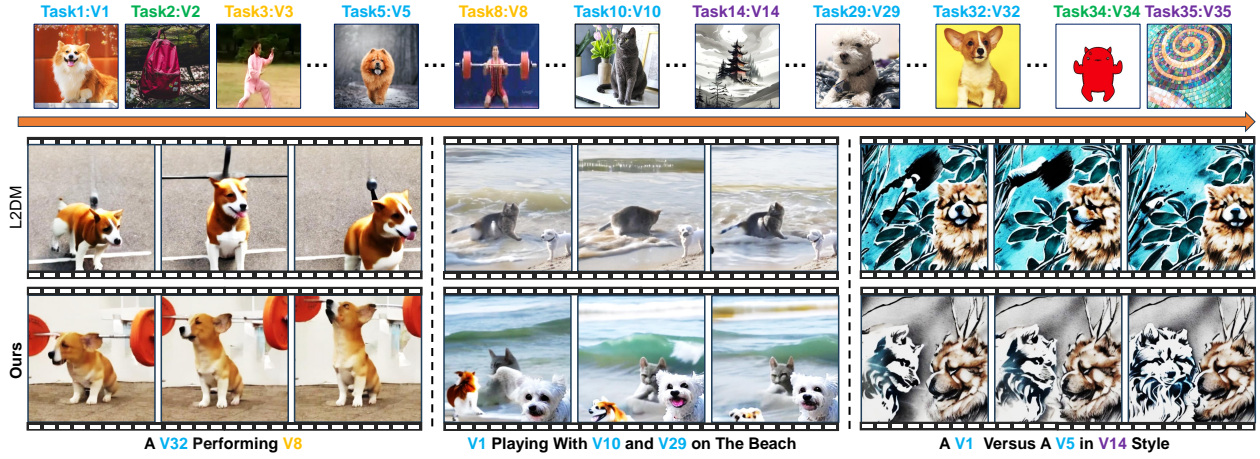 Task1:V1 Task2:V2 Task3:V3 Task5:V5 Task8:V8 Task10:V10 Task14:V14 Task29:V29 Task32:V32 Task34:V34 Task35:V35
... ... ... ... ... ... ...
L2DM
Ours
A V32 Performing V8
V1 Playing With V10 and V29 on The Beach
A V1 Versus A V5 in V14 Style